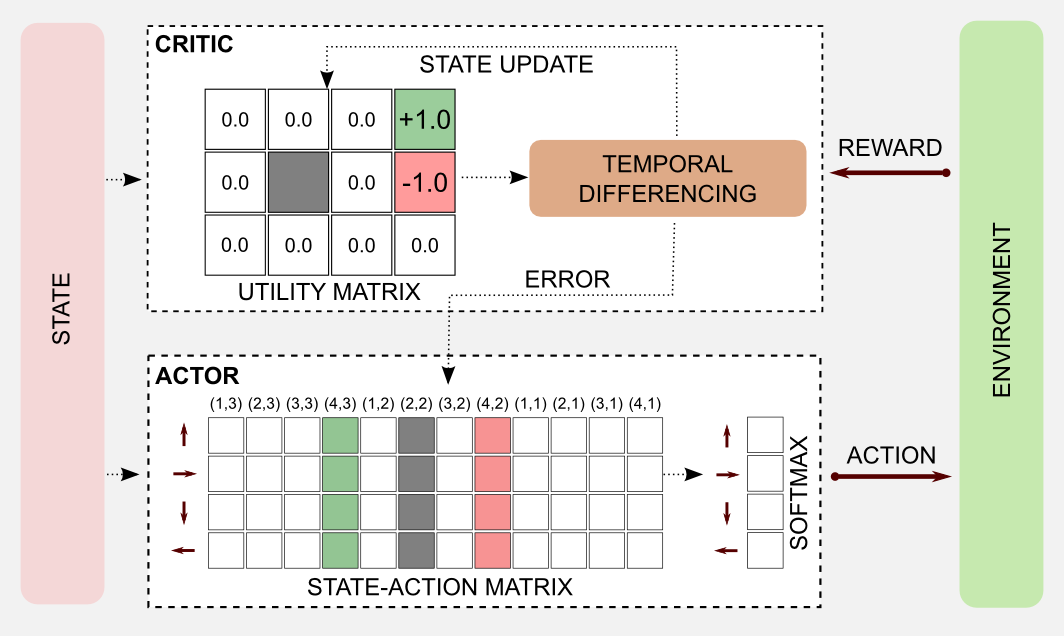 STATE
CRITIC
STATE UPDATE
0.0 0.0 0.0 +1.0
0.0 0.0 -1.0
0.0 0.0 0.0 0.0
UTILITY MATRIX
TEMPORAL
DIFFERENCING
ERROR
REWARD
ENVIRONMENT
ACTOR
(1,3) (2,3) (3,3) (4,3) (1,2) (2,2) (3,2) (4,2) (1,1) (2,1) (3,1) (4,1)
STATE-ACTION MATRIX
SOFTMAX
ACTION